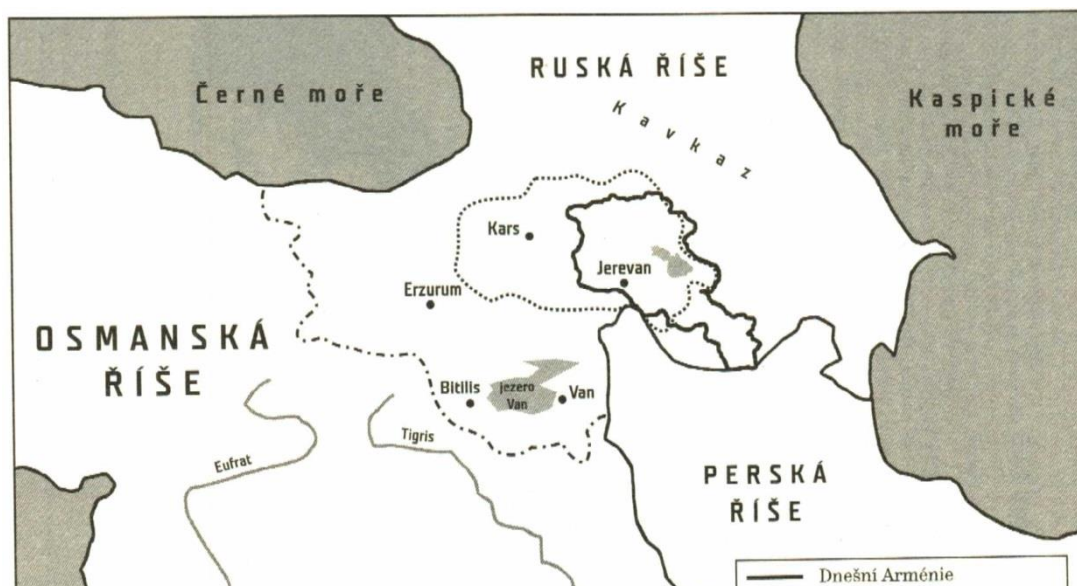 Černé moře
RUSKÁ ŘÍŠE
Kavkaz
Kaspické
moře
Kars
Jerevan
Erzurum
OSMANSKÁ
ŘÍŠE
Bitilis
jezero
Van
Van
Tigris
Eufrat
PERSKÁ
ŘÍŠE
Dnešní Arménie